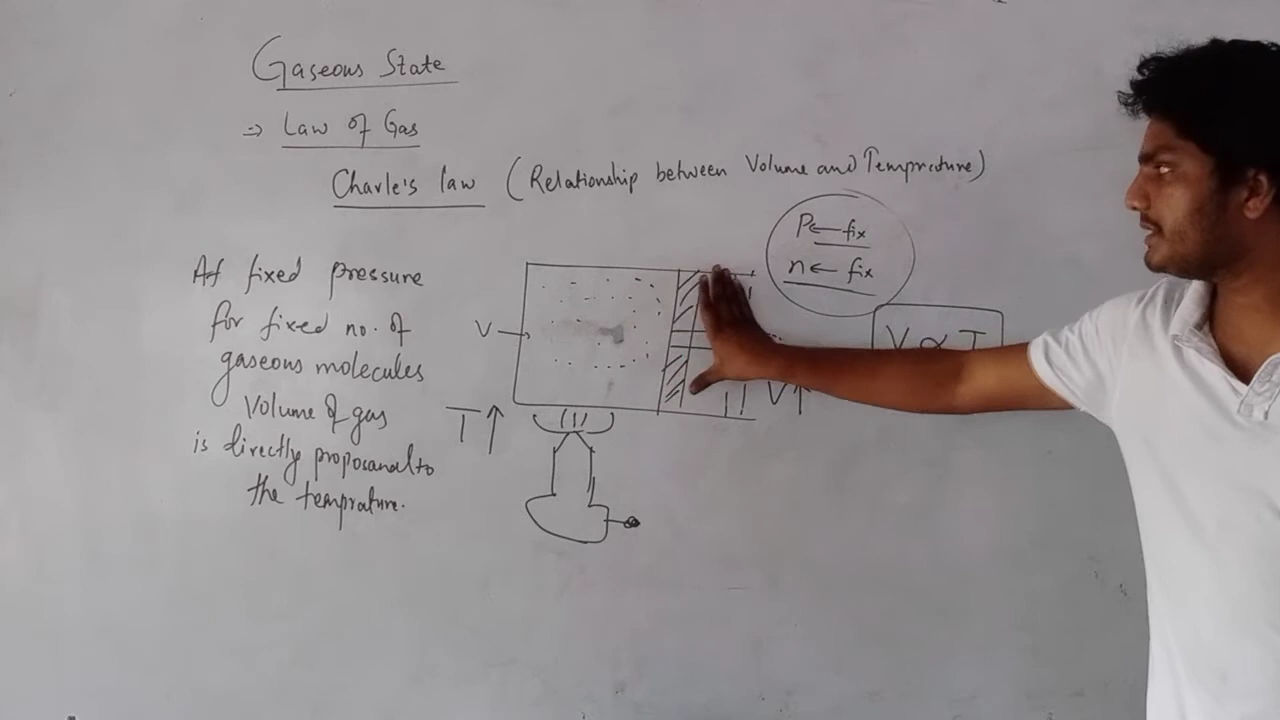 Gaseous State
⇒ Law of Gas
Charle's law (Relationship between Volume and Temprature)
P ← fix
n ← fix
At fixed pressure
for fixed no. of
gaseous molecules
Volume of gas
is directly proposanal to
the temprature.
V →
T ↑
V ∝ T
V ↑